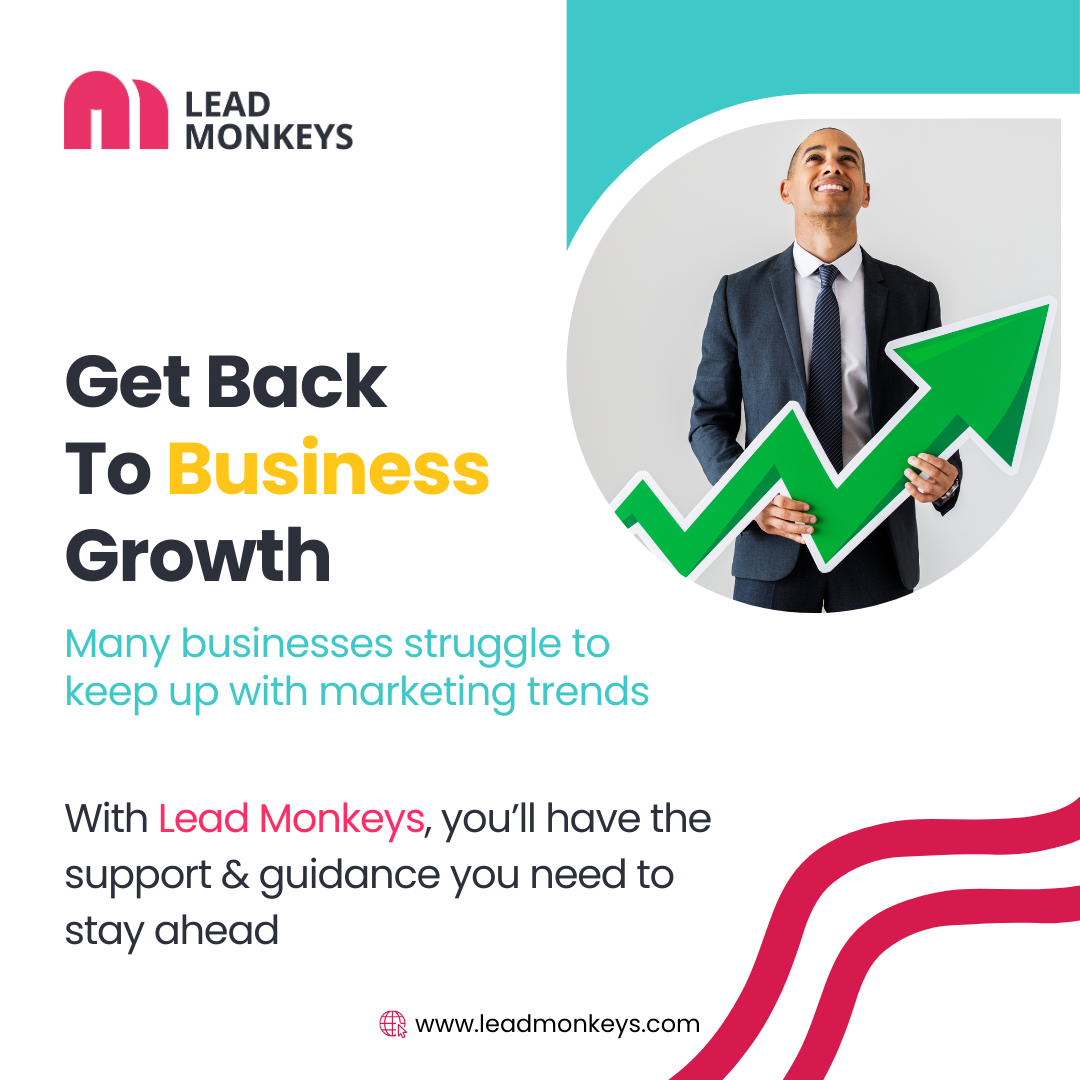 LEAD
MONKEYS
Get Back
To Business
Growth
Many businesses struggle to
keep up with marketing trends
With Lead Monkeys, you’ll have the
support & guidance you need to
stay ahead
www.leadmonkeys.com